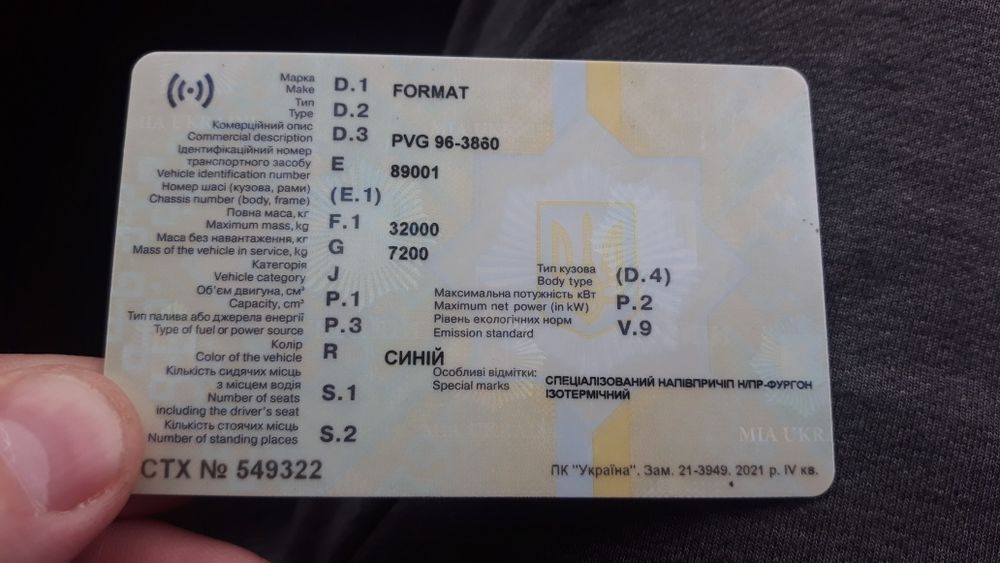 Марка
Make D.1 FORMAT
Тип
Type D.2
Комерційний опис
Commercial description D.3 PVG 96-3860
Ідентифікаційний номер
транспортного засобу
Vehicle identification number E 89001
Номер шасі (кузова, рами)
Chassis number (body, frame) (E.1)
Повна маса, кг
Maximum mass, kg F.1 32000
Маса без навантаження, кг
Mass of the vehicle in service, kg G 7200
Категорія
Vehicle category J
Об'єм двигуна, см³
Capacity, cm³ P.1
Тип палива або джерела енергії
Type of fuel or power source P.3
Колір
Color of the vehicle R СИНІЙ
Кількість сидячих місць
з місцем водія
Number of seats
including the driver's seat S.1
Кількість стоячих місць
Number of standing places S.2
Тип кузова
Body type (D.4)
Максимальна потужність кВт
Maximum net power (in kW) P.2
Рівень екологічних норм
Emission standard V.9
Особливі відмітки:
Special marks СПЕЦІАЛІЗОВАНИЙ НАПІВПРИЧІП Н/ПР-ФУРГОН
ІЗОТЕРМІЧНИЙ
MIA UKR
СТХ № 549322
ПК "Україна". Зам. 21-3949. 2021 р. IV кв.